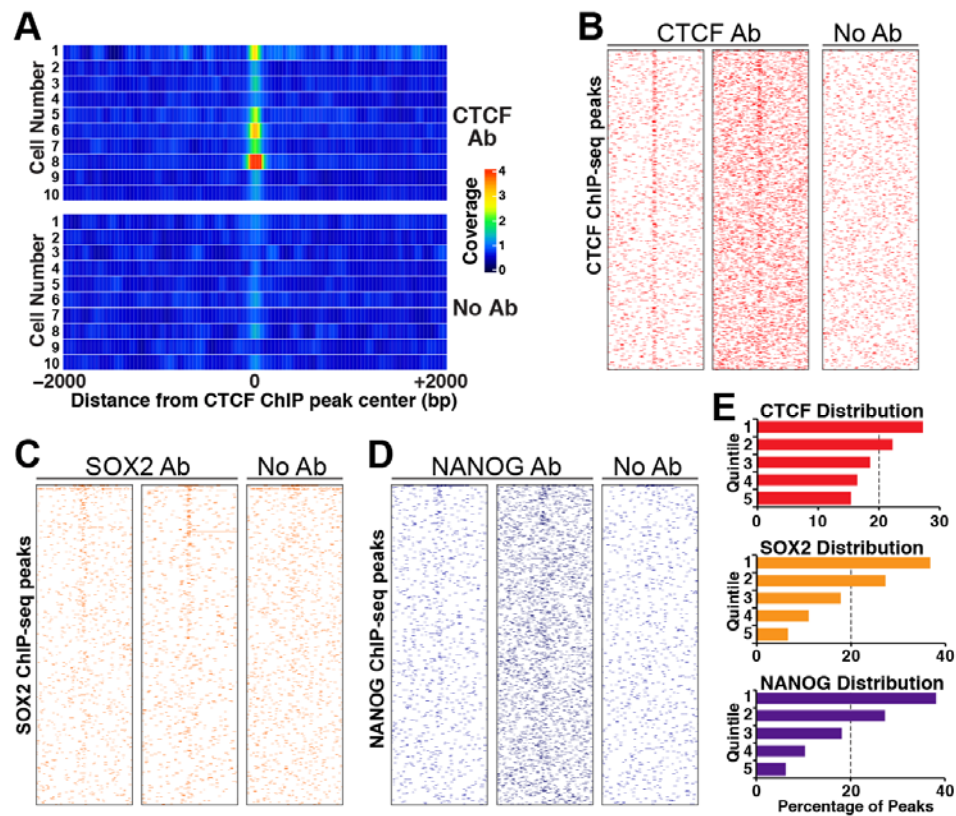 A
Cell Number
1
2
3
4
5
6
7
8
9
10
CTCF
Ab
Coverage
4
3
2
1
0
Cell Number
1
2
3
4
5
6
7
8
9
10
No Ab
−2000
0
+2000
Distance from CTCF ChIP peak center (bp)
B
CTCF Ab
No Ab
CTCF ChIP-seq peaks
C
SOX2 Ab
No Ab
SOX2 ChIP-seq peaks
D
NANOG Ab
No Ab
NANOG ChIP-seq peaks
E
CTCF Distribution
Quintile
1
2
3
4
5
0
10
20
30
SOX2 Distribution
Quintile
1
2
3
4
5
0
20
40
NANOG Distribution
Quintile
1
2
3
4
5
0
20
40
Percentage of Peaks